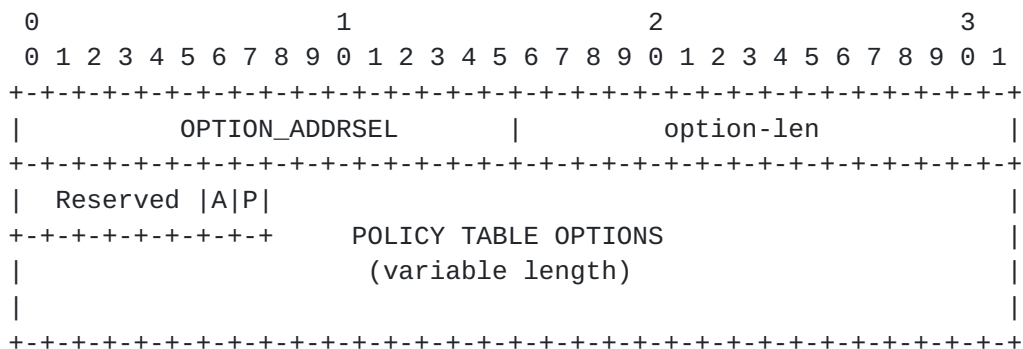 0                   1                   2                   3
 0 1 2 3 4 5 6 7 8 9 0 1 2 3 4 5 6 7 8 9 0 1 2 3 4 5 6 7 8 9 0 1
+-+-+-+-+-+-+-+-+-+-+-+-+-+-+-+-+-+-+-+-+-+-+-+-+-+-+-+-+-+-+-+-+
|          OPTION_ADDRSEL       |         option-len            |
+-+-+-+-+-+-+-+-+-+-+-+-+-+-+-+-+-+-+-+-+-+-+-+-+-+-+-+-+-+-+-+-+
|  Reserved |A|P|                                               |
+-+-+-+-+-+-+-+-+     POLICY TABLE OPTIONS                      |
|                      (variable length)                        |
|                                                               |
+-+-+-+-+-+-+-+-+-+-+-+-+-+-+-+-+-+-+-+-+-+-+-+-+-+-+-+-+-+-+-+-+